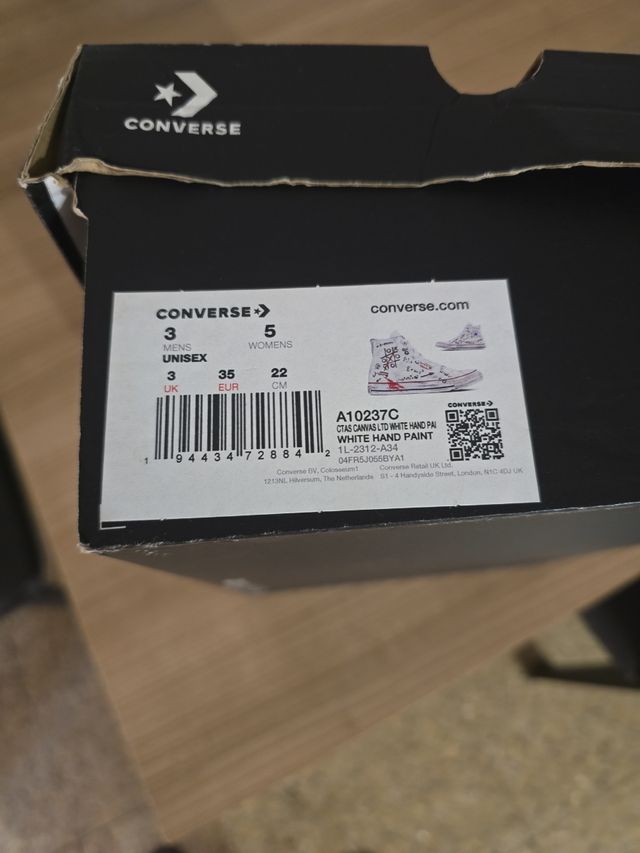 CONVERSE
CONVERSE
converse.com
3 5
MENS WOMENS
UNISEX
3 35 22
UK EUR CM
1 94434 72884 2
A10237C
CTAS CANVAS LTD WHITE HAND PAI
WHITE HAND PAINT
1L-2312-A34
04FR5J055BYA1
CONVERSE
Converse BV, Colosseum1 Converse Retail UK Ltd.
1213NL Hilversum, The Netherlands S1 - 4 Handyside Street, London, N1C 4DJ UK